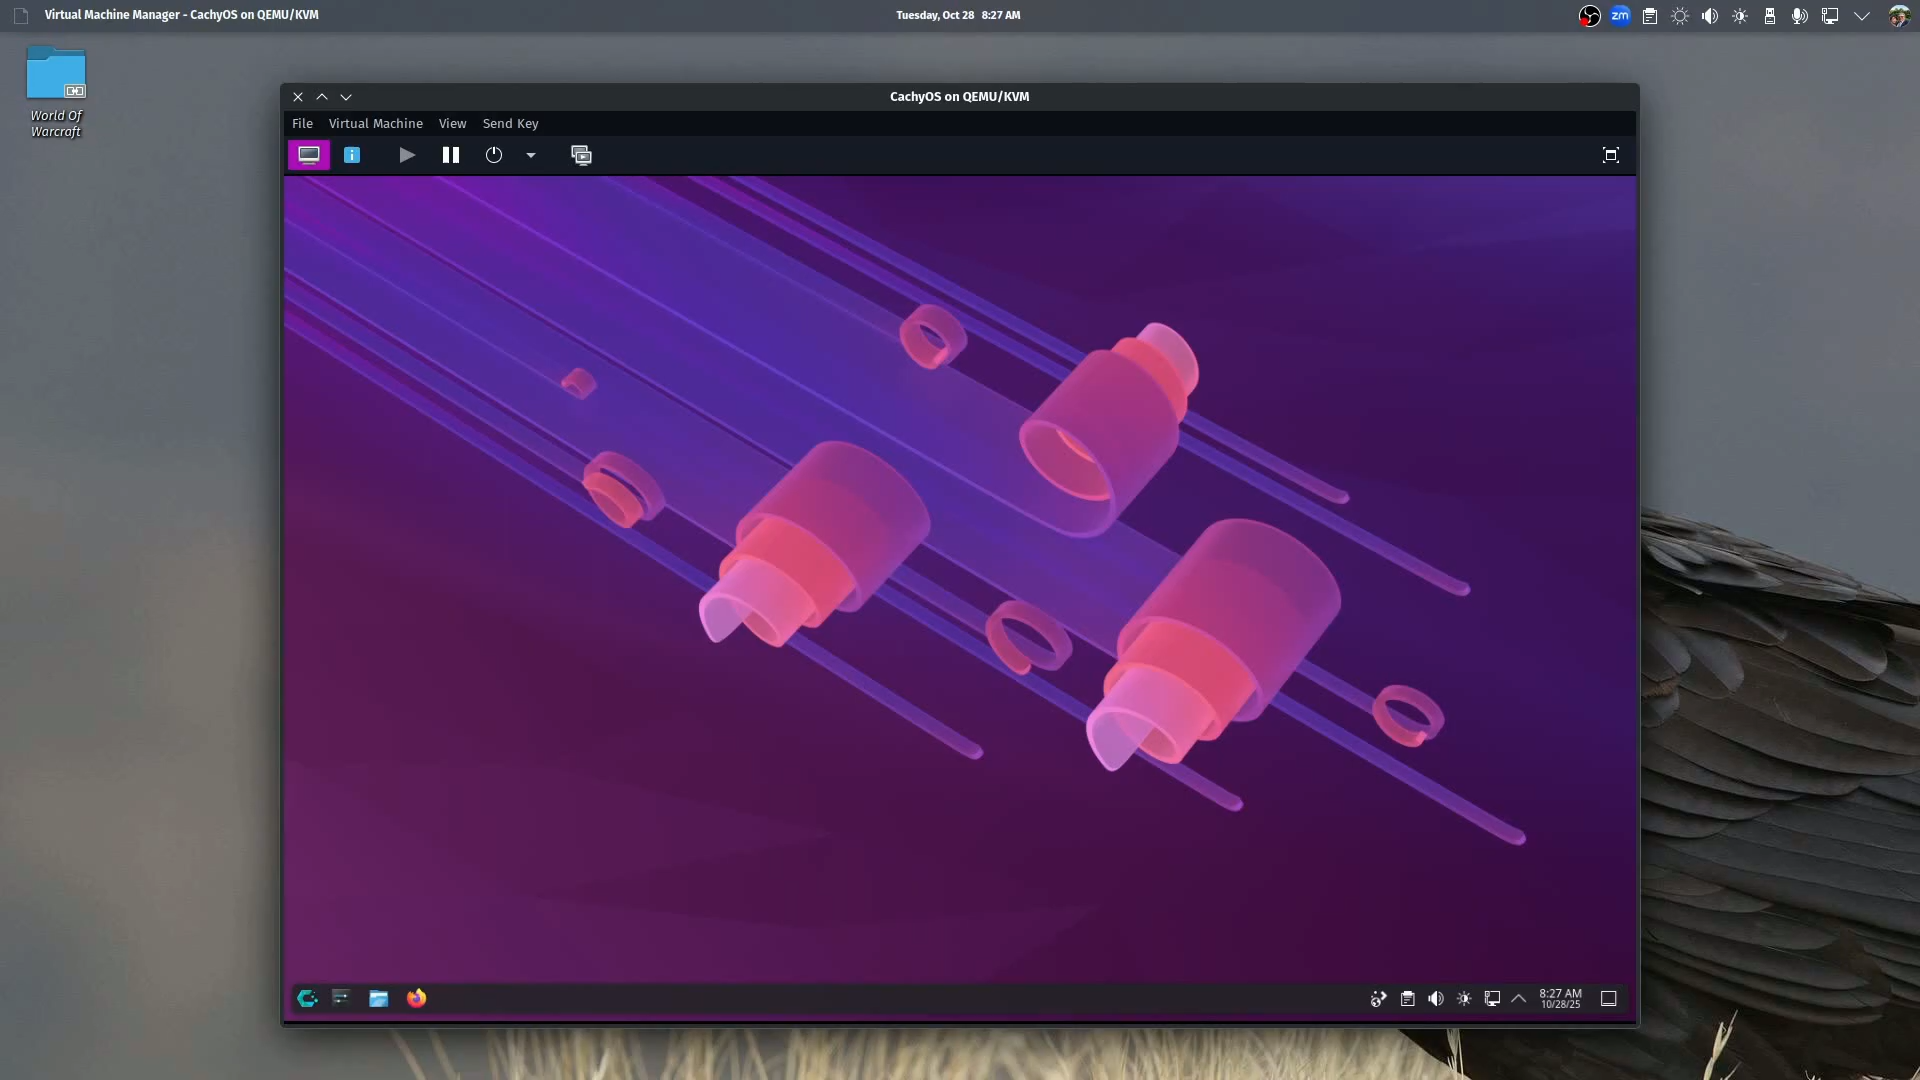 Virtual Machine Manager - CachyOS on QEMU/KVM
Tuesday, Oct 28 8:27 AM
zm
World Of
Warcraft
CachyOS on QEMU/KVM
File Virtual Machine View Send Key
8:27 AM
10/28/25